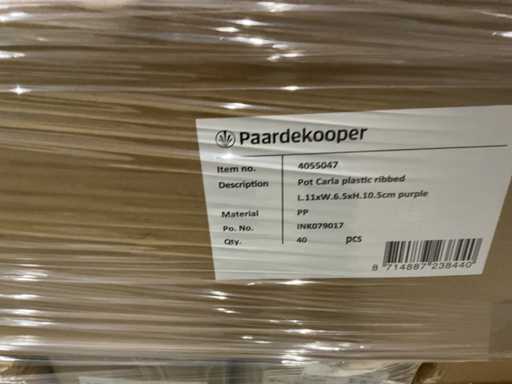 Paardekooper
Item no. 4055047
Description Pot Carla plastic ribbed
L.11xW.6.5xH.10.5cm purple
Material PP
Po. No. INK079017
Qty. 40 pcs
8 714887 238440